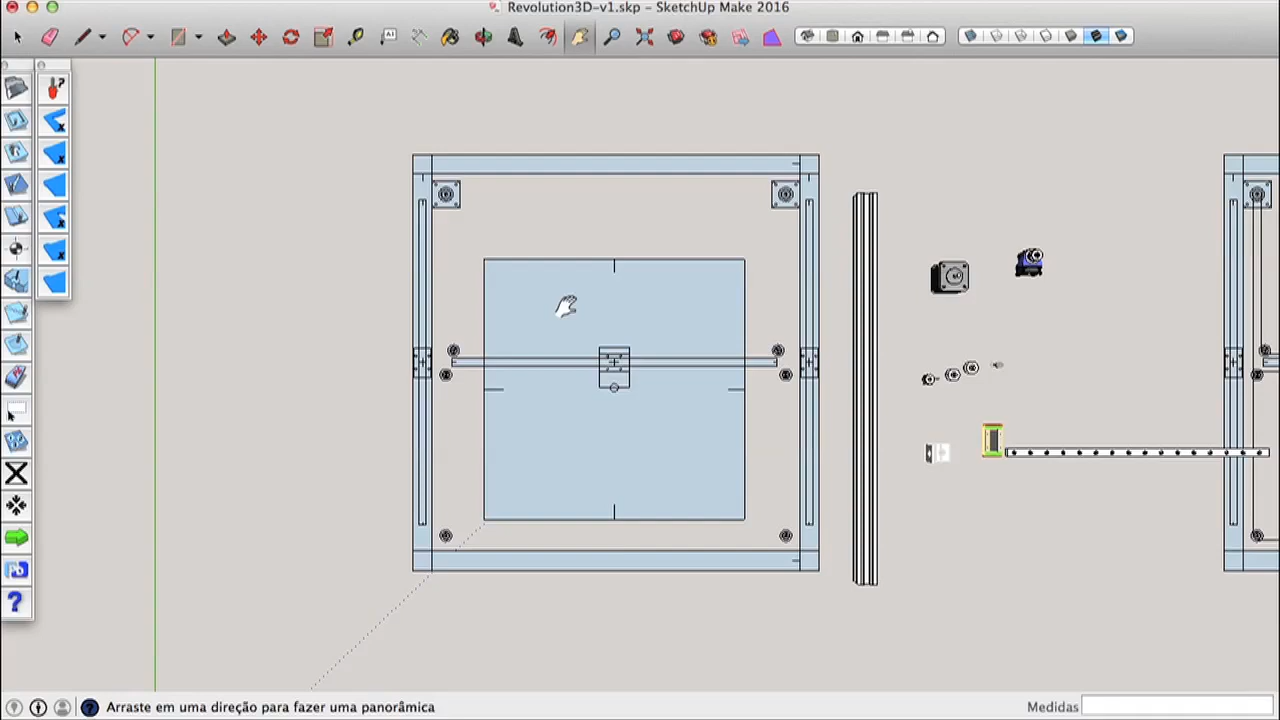 Revolution3D-v1.skp - SketchUp Make 2016
Arraste em uma direção para fazer uma panorâmica
Medidas